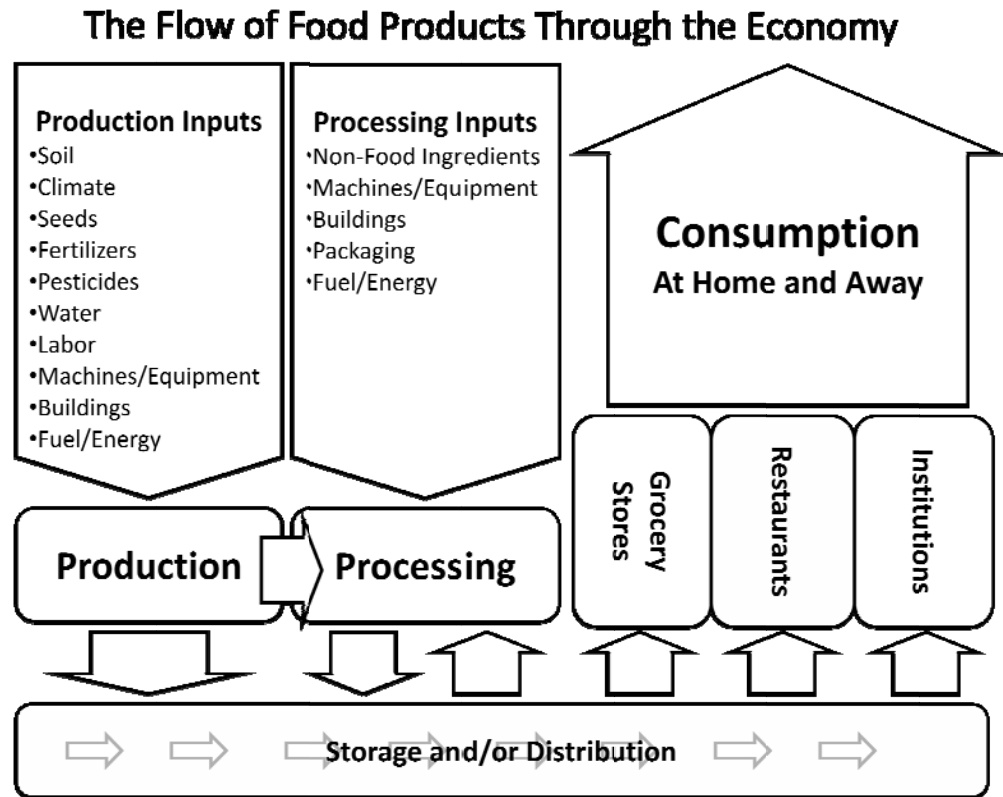 The Flow of Food Products Through the Economy
Production Inputs
•Soil
•Climate
•Seeds
•Fertilizers
•Pesticides
•Water
•Labor
•Machines/Equipment
•Buildings
•Fuel/Energy
Processing Inputs
•Non-Food Ingredients
•Machines/Equipment
•Buildings
•Packaging
•Fuel/Energy
Consumption
At Home and Away
Production
Processing
Grocery
Stores
Restaurants
Institutions
Storage and/or Distribution